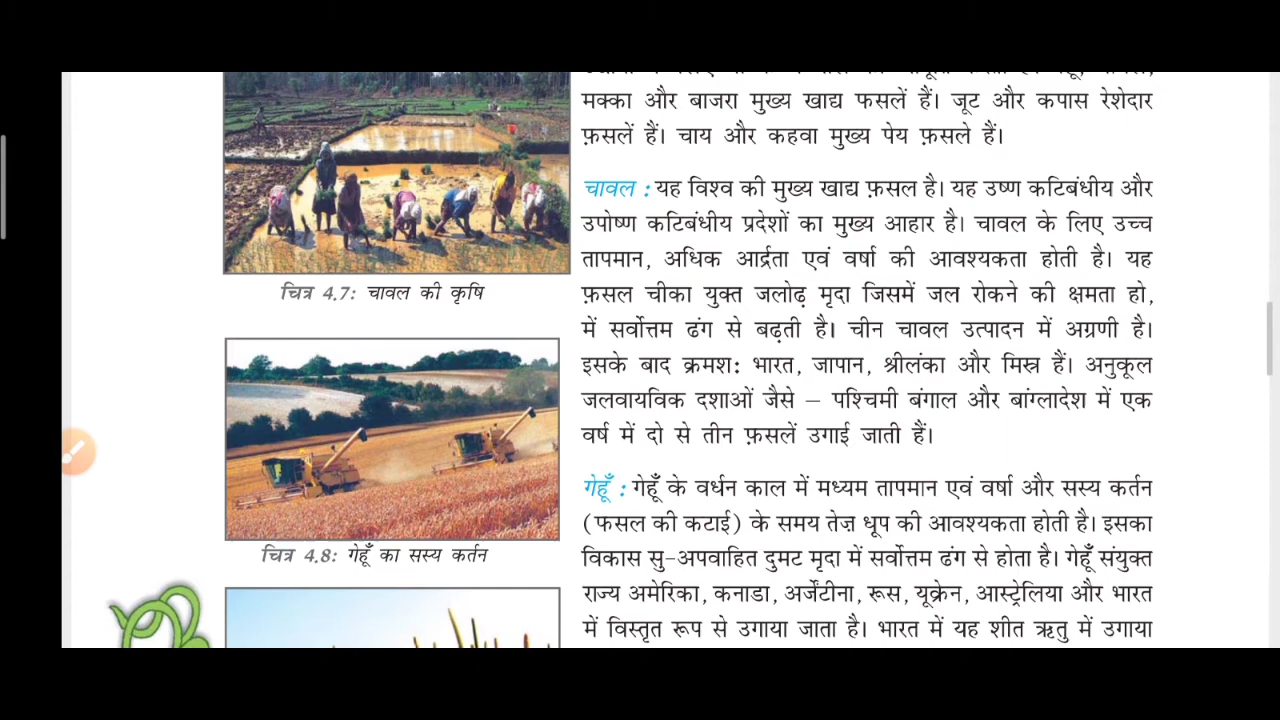 मक्का और बाजरा मुख्य खाद्य फसलें हैं। जूट और कपास रेशेदार
फ़सलें हैं। चाय और कहवा मुख्य पेय फ़सले हैं।
चावल : यह विश्व की मुख्य खाद्य फ़सल है। यह उष्ण कटिबंधीय और
उपोष्ण कटिबंधीय प्रदेशों का मुख्य आहार है। चावल के लिए उच्च
तापमान, अधिक आर्द्रता एवं वर्षा की आवश्यकता होती है। यह
फ़सल चीका युक्त जलोढ़ मृदा जिसमें जल रोकने की क्षमता हो,
में सर्वोत्तम ढंग से बढ़ती है। चीन चावल उत्पादन में अग्रणी है।
इसके बाद क्रमश: भारत, जापान, श्रीलंका और मिस्र हैं। अनुकूल
जलवायविक दशाओं जैसे – पश्चिमी बंगाल और बांग्लादेश में एक
वर्ष में दो से तीन फ़सलें उगाई जाती हैं।
गेहूँ : गेहूँ के वर्धन काल में मध्यम तापमान एवं वर्षा और सस्य कर्तन
(फसल की कटाई) के समय तेज़ धूप की आवश्यकता होती है। इसका
विकास सु-अपवाहित दुमट मृदा में सर्वोत्तम ढंग से होता है। गेहूँ संयुक्त
राज्य अमेरिका, कनाडा, अर्जेंटीना, रूस, यूक्रेन, आस्ट्रेलिया और भारत
में विस्तृत रूप से उगाया जाता है। भारत में यह शीत ऋतु में उगाया
चित्र 4.7: चावल की कृषि
चित्र 4.8: गेहूँ का सस्य कर्तन